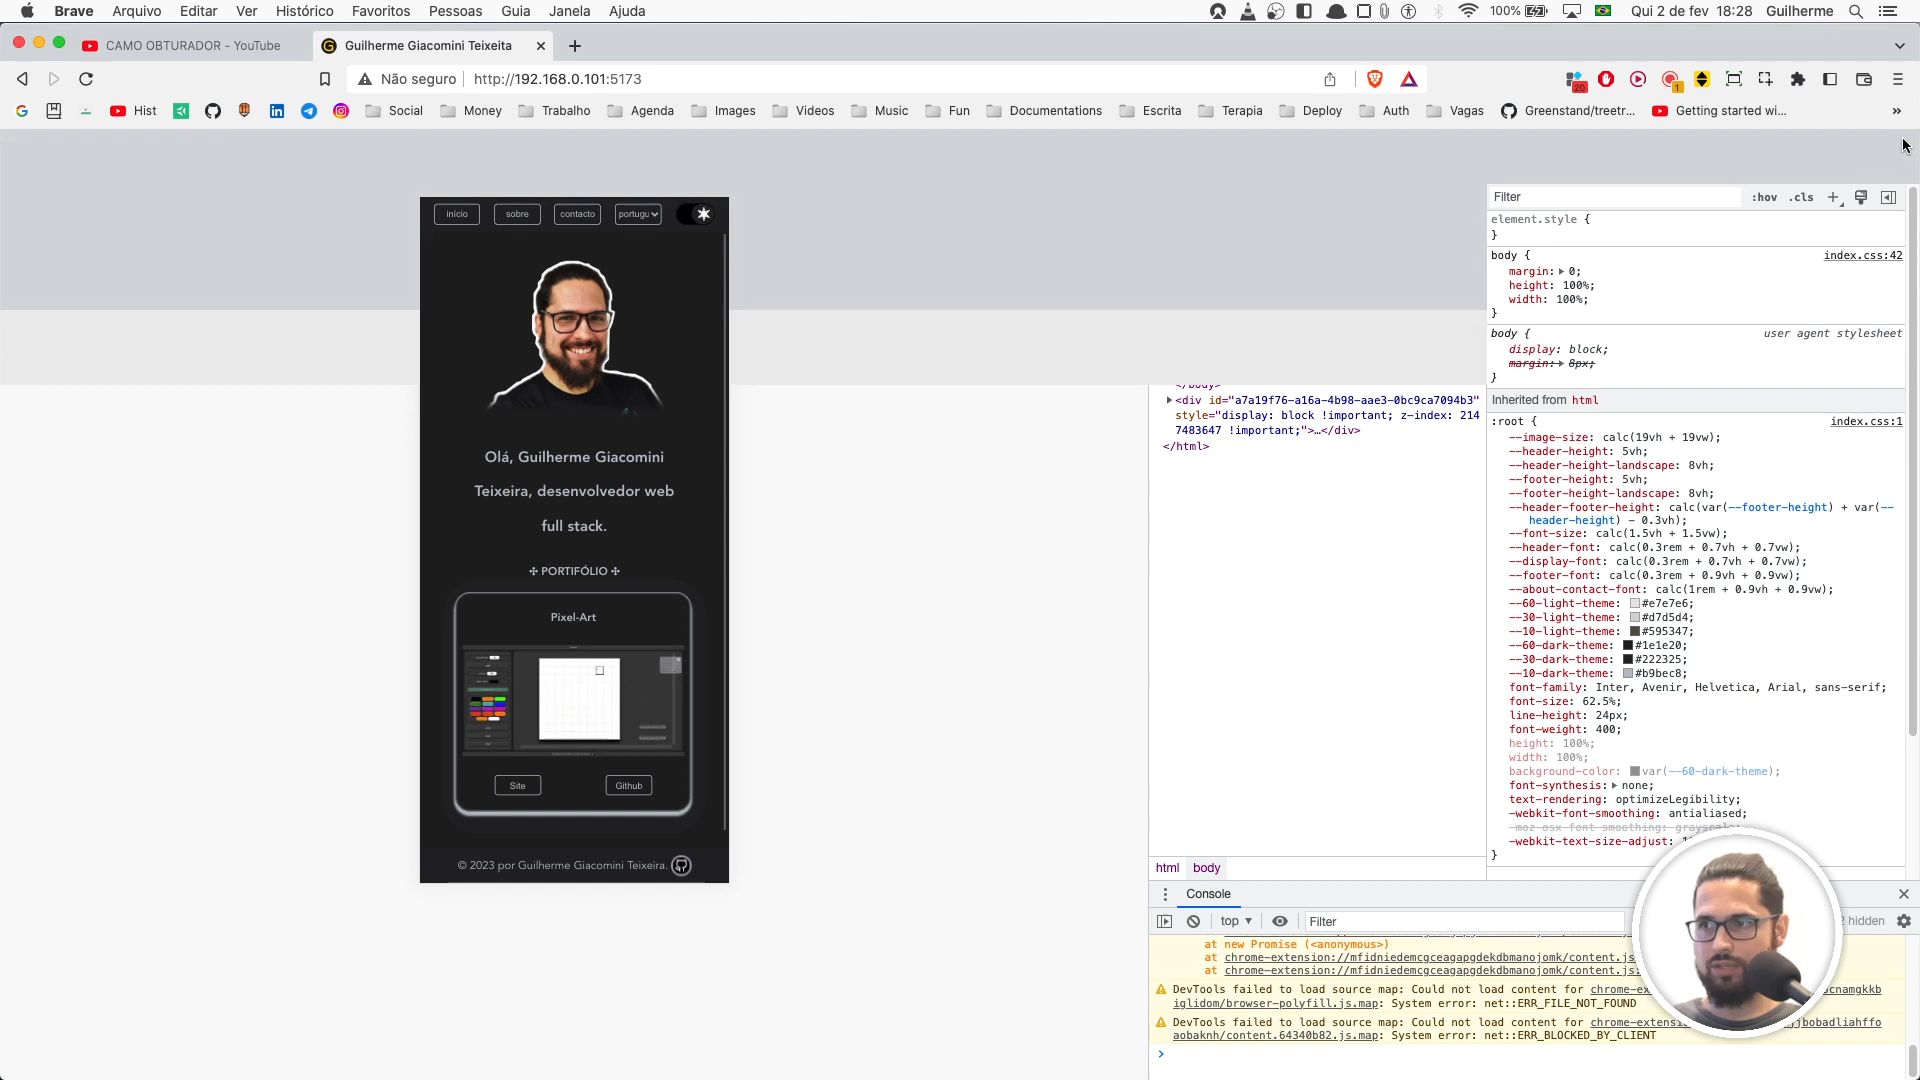 Brave Arquivo Editar Ver Histórico Favoritos Pessoas Guia Janela Ajuda 100% Qui 2 de fev 18:28 Guilherme
CAMO OBTURADOR - YouTube
Guilherme Giacomini Teixeita
Não seguro http://192.168.0.101:5173
20
1
Hist Social Money Trabalho Agenda Images Videos Music Fun Documentations Escrita Terapia Deploy Auth Vagas Greenstand/treetr... Getting started wi...
início sobre contacto portugu
Olá, Guilherme Giacomini
Teixeira, desenvolvedor web
full stack.
✣ PORTIFÓLIO ✣
Pixel-Art
Site Github
© 2023 por Guilherme Giacomini Teixeira.
</body>
<div id="a7a19f76-a16a-4b98-aae3-0bc9ca7094b3"
style="display: block !important; z-index: 214
7483647 !important;">…</div>
</html>
html body
Filter :hov .cls
element.style {
}
body { index.css:42
margin: 0;
height: 100%;
width: 100%;
}
body { user agent stylesheet
display: block;
margin: 8px;
}
Inherited from html
:root { index.css:1
--image-size: calc(19vh + 19vw);
--header-height: 5vh;
--header-height-landscape: 8vh;
--footer-height: 5vh;
--footer-height-landscape: 8vh;
--header-footer-height: calc(var(--footer-height) + var(--
header-height) - 0.3vh);
--font-size: calc(1.5vh + 1.5vw);
--header-font: calc(0.3rem + 0.7vh + 0.7vw);
--display-font: calc(0.3rem + 0.7vh + 0.7vw);
--footer-font: calc(0.3rem + 0.9vh + 0.9vw);
--about-contact-font: calc(1rem + 0.9vh + 0.9vw);
--60-light-theme: #e7e7e6;
--30-light-theme: #d7d5d4;
--10-light-theme: #595347;
--60-dark-theme: #1e1e20;
--30-dark-theme: #222325;
--10-dark-theme: #b9bec8;
font-family: Inter, Avenir, Helvetica, Arial, sans-serif;
font-size: 62.5%;
line-height: 24px;
font-weight: 400;
height: 100%;
width: 100%;
background-color: var(--60-dark-theme);
font-synthesis: none;
text-rendering: optimizeLegibility;
-webkit-font-smoothing: antialiased;
-moz-osx-font-smoothing: grayscale;
-webkit-text-size-adjust:
}
Console
top Filter 2 hidden
at new Promise (<anonymous>)
at chrome-extension://mfidniedemcgceagapgdekdbmanojomk/content.js
at chrome-extension://mfidniedemcgceagapgdekdbmanojomk/content.js
DevTools failed to load source map: Could not load content for chrome-ex cnamgkkb
iglidom/browser-polyfill.js.map: System error: net::ERR_FILE_NOT_FOUND
DevTools failed to load source map: Could not load content for chrome-extensi jbobadliahffo
aobaknh/content.64340b82.js.map: System error: net::ERR_BLOCKED_BY_CLIENT